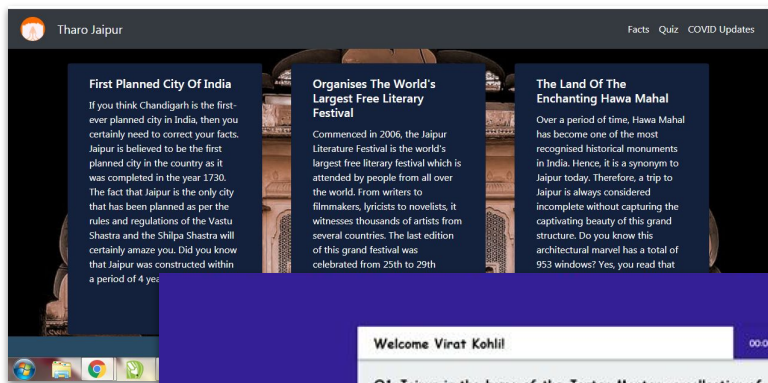 Tharo Jaipur
Facts Quiz COVID Updates
First Planned City Of India
If you think Chandigarh is the first-
ever planned city in India, then you
certainly need to correct your facts.
Jaipur is believed to be the first
planned city in the country as it
was completed in the year 1730.
The fact that Jaipur is the only city
that has been planned as per the
rules and regulations of the Vastu
Shastra and the Shilpa Shastra will
certainly amaze you. Did you know
that Jaipur was constructed within
a period of 4
Organises The World's
Largest Free Literary
Festival
Commenced in 2006, the Jaipur
Literature Festival is the world's
largest free literary festival which is
attended by people from all over
the world. From writers to
filmmakers, lyricists to novelists, it
witnesses thousands of artists from
several countries. The last edition
of this grand festival was
celebrated from 25th to 29th
The Land Of The
Enchanting Hawa Mahal
Over a period of time, Hawa Mahal
has become one of the most
recognised historical monuments
in India. Hence, it is a synonym to
Jaipur today. Therefore, a trip to
Jaipur is always considered
incomplete without capturing the
captivating beauty of this grand
structure. Do you know this
architectural marvel has a total of
953 windows? Yes, you read that
Welcome Virat Kohli!
00:0